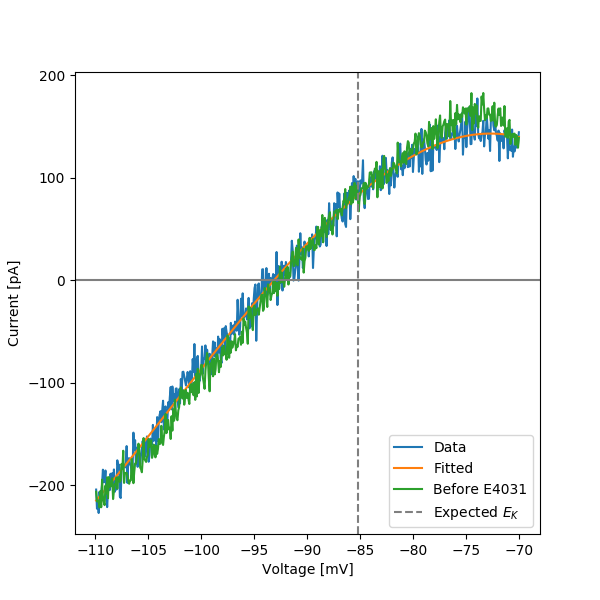 200
100
0
−100
−200
Current [pA]
−110 −105 −100 −95 −90 −85 −80 −75 −70
Voltage [mV]
Data
Fitted
Before E4031
Expected E_K